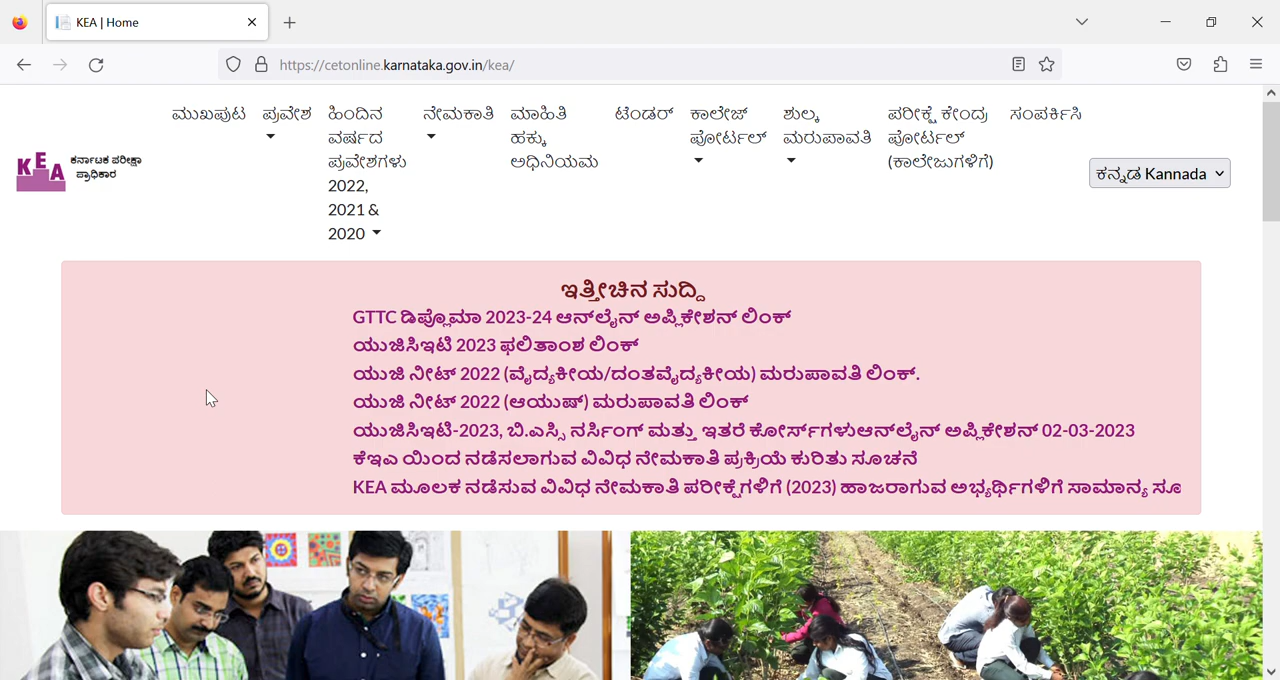 KEA | Home
https://cetonline.karnataka.gov.in/kea/
KEA
ಕರ್ನಾಟಕ ಪರೀಕ್ಷಾ
ಪ್ರಾಧಿಕಾರ
ಮುಖಪುಟ
ಪ್ರವೇಶ
ಹಿಂದಿನ
ವರ್ಷದ
ಪ್ರವೇಶಗಳು
2022,
2021 &
2020
ನೇಮಕಾತಿ
ಮಾಹಿತಿ
ಹಕ್ಕು
ಅಧಿನಿಯಮ
ಟೆಂಡರ್
ಕಾಲೇಜ್
ಪೋರ್ಟಲ್
ಶುಲ್ಕ
ಮರುಪಾವತಿ
ಪರೀಕ್ಷೆ ಕೇಂದ್ರ
ಪೋರ್ಟಲ್
(ಕಾಲೇಜುಗಳಿಗೆ)
ಸಂಪರ್ಕಿಸಿ
ಕನ್ನಡ Kannada
ಇತ್ತೀಚಿನ ಸುದ್ದಿ
GTTC ಡಿಪ್ಲೊಮಾ 2023-24 ಆನ್‌ಲೈನ್ ಅಪ್ಲಿಕೇಶನ್ ಲಿಂಕ್
ಯುಜಿಸಿಇಟಿ 2023 ಫಲಿತಾಂಶ ಲಿಂಕ್
ಯುಜಿ ನೀಟ್ 2022 (ವೈದ್ಯಕೀಯ/ದಂತವೈದ್ಯಕೀಯ) ಮರುಪಾವತಿ ಲಿಂಕ್.
ಯುಜಿ ನೀಟ್ 2022 (ಆಯುಷ್) ಮರುಪಾವತಿ ಲಿಂಕ್
ಯುಜಿಸಿಇಟಿ-2023, ಬಿ.ಎಸ್ಸಿ ನರ್ಸಿಂಗ್ ಮತ್ತು ಇತರೆ ಕೋರ್ಸ್‌ಗಳುಆನ್‌ಲೈನ್ ಅಪ್ಲಿಕೇಶನ್ 02-03-2023
ಕೆಇಎ ಯಿಂದ ನಡೆಸಲಾಗುವ ವಿವಿಧ ನೇಮಕಾತಿ ಪ್ರಕ್ರಿಯೆ ಕುರಿತು ಸೂಚನೆ
KEA ಮೂಲಕ ನಡೆಸುವ ವಿವಿಧ ನೇಮಕಾತಿ ಪರೀಕ್ಷೆಗಳಿಗೆ (2023) ಹಾಜರಾಗುವ ಅಭ್ಯರ್ಥಿಗಳಿಗೆ ಸಾಮಾನ್ಯ ಸೂ